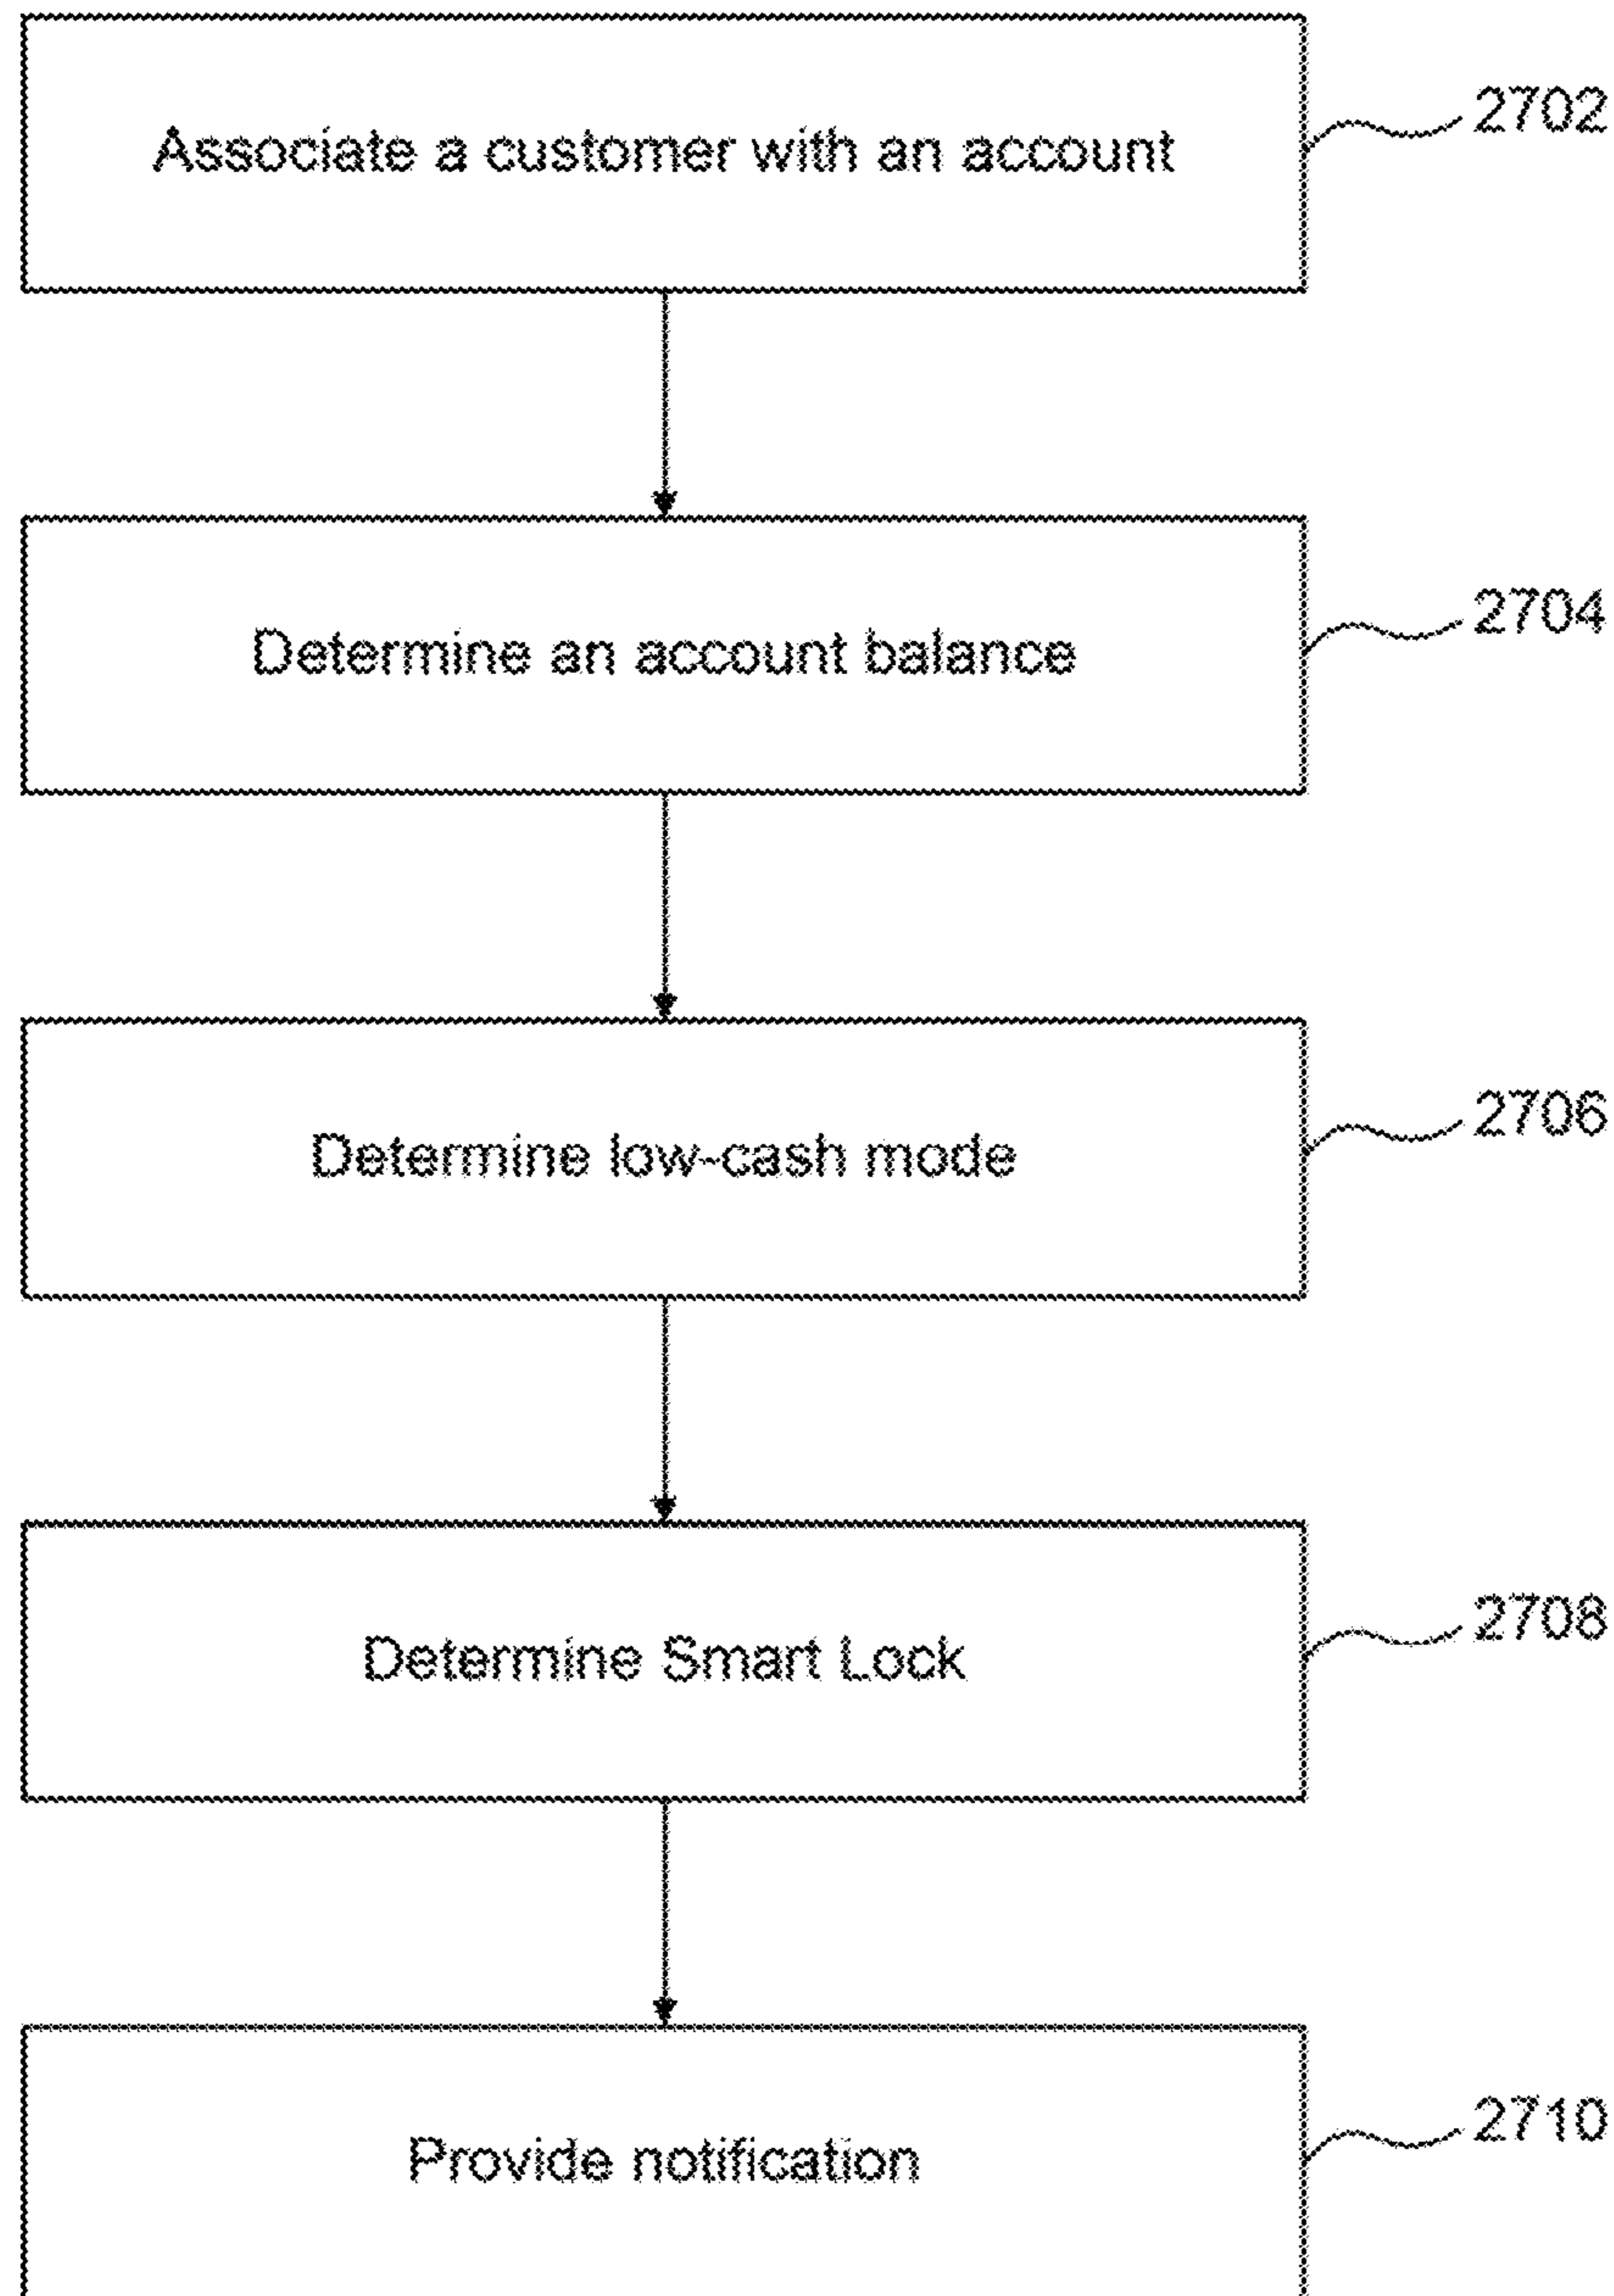 Associate a customer with an account
2702
Determine an account balance
2704
Determine low-cash mode
2706
Determine Smart Lock
2708
Provide notification
2710